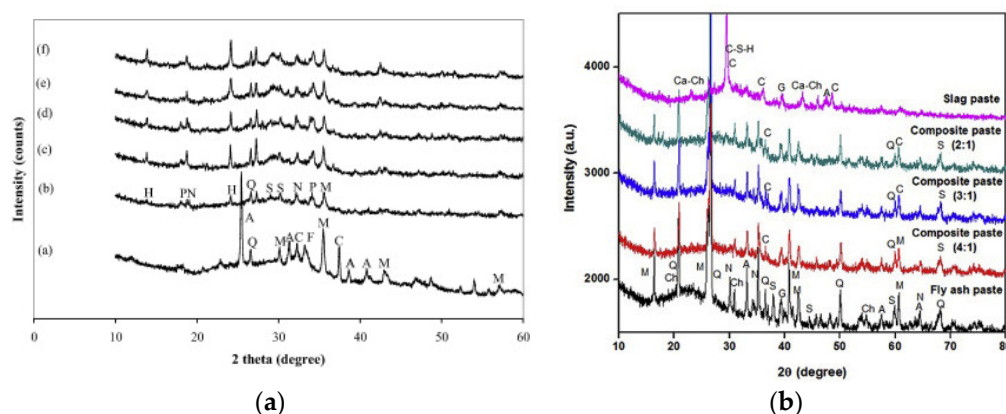 Intensity (counts)
(f)
(e)
(d)
(c)
(b)
(a)
H PN H Q S S N P M
A
Q M A C F M C A A M M
0 10 20 30 40 50 60
2 theta (degree)
(a)
Intensity (a.u.)
4000
3000
2000
C-S-H
C
Ca-Ch C G Ca-Ch A C
Slag paste
Composite paste
(2:1)
C Q C S
Composite paste
(3:1)
C Q C S
Composite paste
(4:1)
C Q M S
Fly ash paste
M Q Ch M Q N Ch A N Q S G M M S Q Ch A S M N A Q
10 20 30 40 50 60 70 80
2θ (degree)
(b)